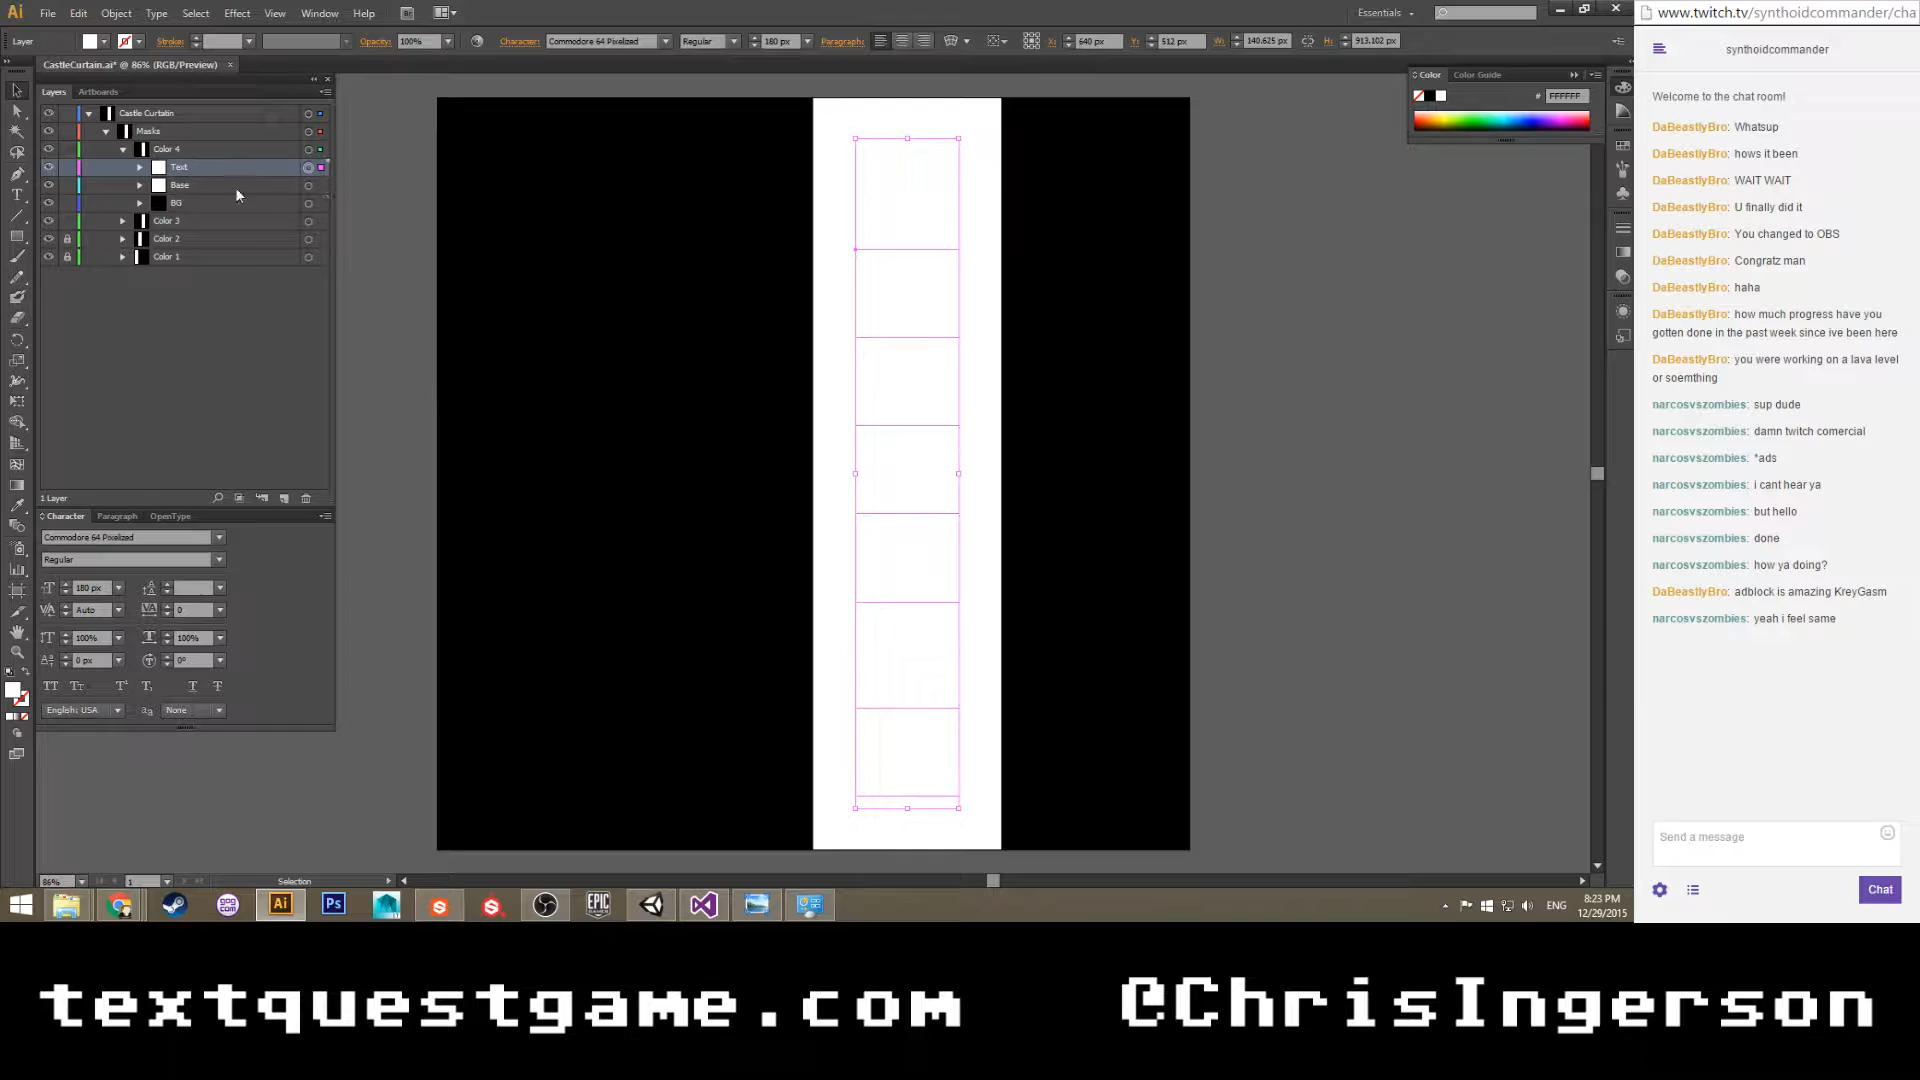 Ai File Edit Object Type Select Effect View Window Help Br Essentials
Layer Stroke: Opacity: 100% Character: Commodore 64 Pixelized Regular 180 px Paragraph: X: 640 px Y: 512 px W: 140.625 px H: 913.102 px
CastleCurtain.ai* @ 86% (RGB/Preview) ×
Layers Artboards
Castle Curtatin
Masks
Color 4
Text
Base
BG
Color 3
Color 2
Color 1
1 Layer
Character Paragraph OpenType
Commodore 64 Pixelized
Regular
180 px
Auto 0
100% 100%
0 px 0°
English: USA None
Color Color Guide
# FFFFFF
86% 1 Selection
gog com Ai Ps EPIC GAMES
ENG 8:23 PM
12/29/2015
www.twitch.tv/synthoidcommander/cha
synthoidcommander
Welcome to the chat room!
DaBeastlyBro: Whatsup
DaBeastlyBro: hows it been
DaBeastlyBro: WAIT WAIT
DaBeastlyBro: U finally did it
DaBeastlyBro: You changed to OBS
DaBeastlyBro: Congratz man
DaBeastlyBro: haha
DaBeastlyBro: how much progress have you
gotten done in the past week since ive been here
DaBeastlyBro: you were working on a lava level
or soemthing
narcosvszombies: sup dude
narcosvszombies: damn twitch comercial
narcosvszombies: *ads
narcosvszombies: i cant hear ya
narcosvszombies: but hello
narcosvszombies: done
narcosvszombies: how ya doing?
DaBeastlyBro: adblock is amazing KreyGasm
narcosvszombies: yeah i feel same
Send a message
Chat
textquestgame.com @ChrisIngerson